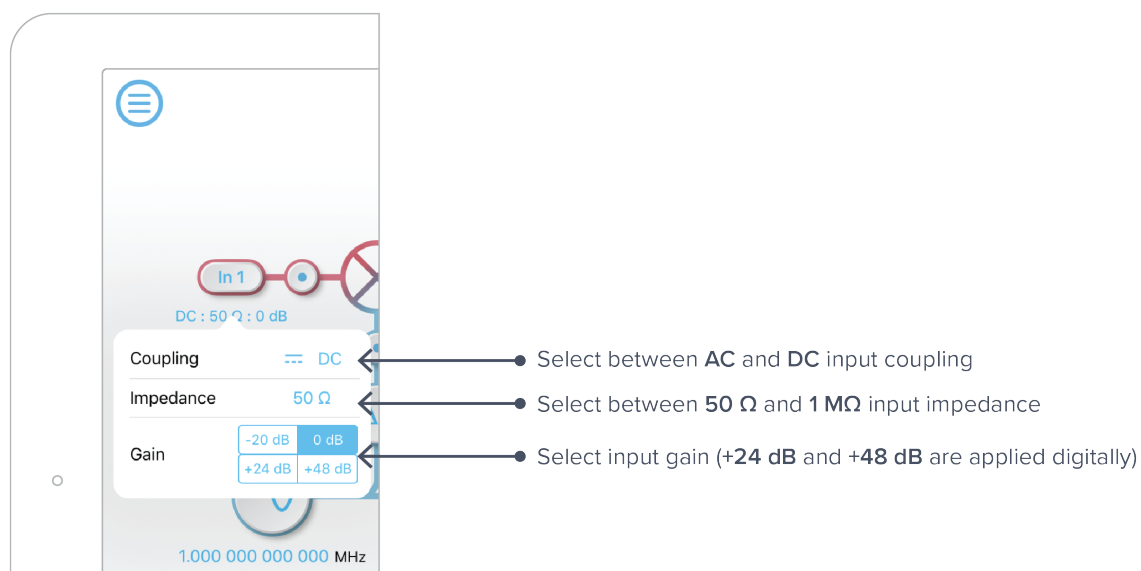 In 1
DC : 50 Ω : 0 dB
Coupling DC
Select between AC and DC input coupling
Impedance 50 Ω
Select between 50 Ω and 1 MΩ input impedance
Gain
-20 dB 0 dB
+24 dB +48 dB
Select input gain (+24 dB and +48 dB are applied digitally)
1.000 000 000 000 MHz